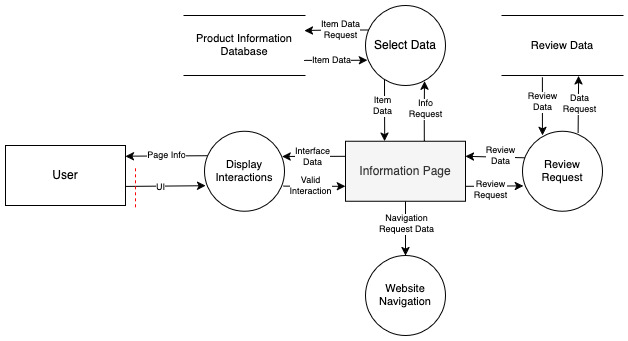 Product Information
Database
Item Data
Request
Item Data
Select Data
Review Data
Item
Data
Info
Request
Review
Data
Data
Request
User
Page Info
UI
Display
Interactions
Interface
Data
Valid
Interaction
Information Page
Review
Data
Review
Request
Review
Request
Navigation
Request Data
Website
Navigation